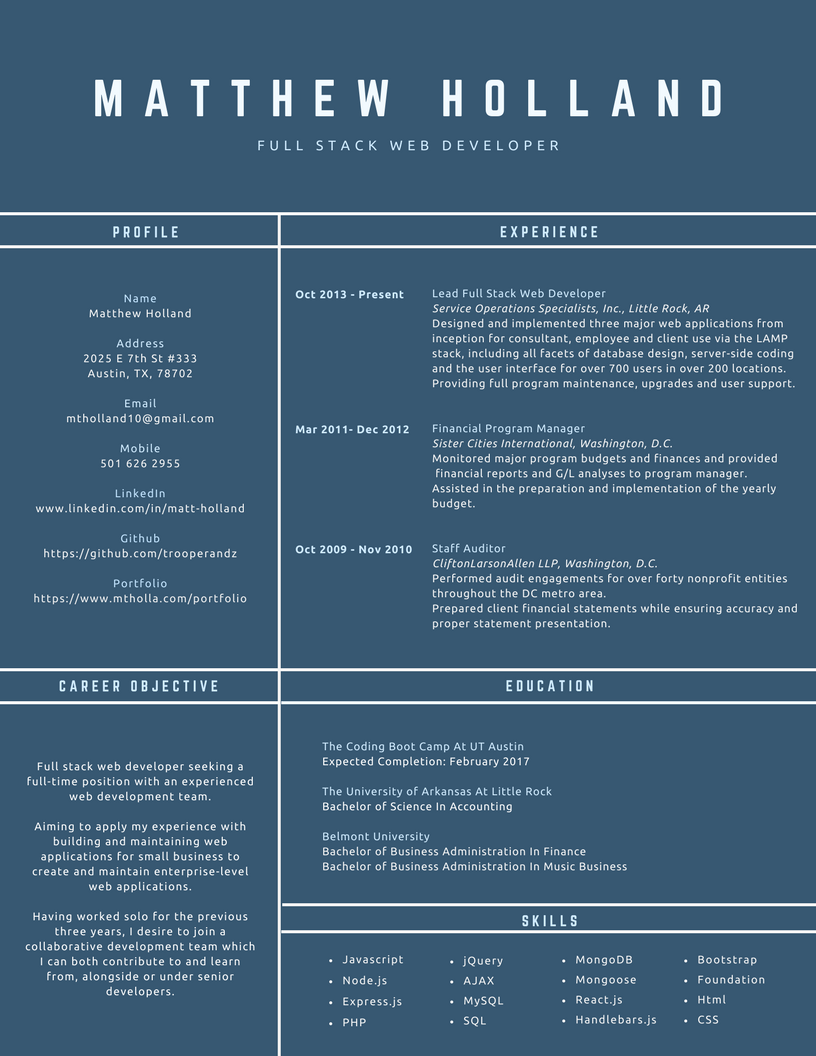 MATTHEW HOLLAND
FULL STACK WEB DEVELOPER
PROFILE
Name
Matthew Holland
Address
2025 E 7th St #333
Austin, TX, 78702
Email
mtholland10@gmail.com
Mobile
501 626 2955
LinkedIn
www.linkedin.com/in/matt-holland
Github
https://github.com/trooperandz
Portfolio
https://www.mtholla.com/portfolio
EXPERIENCE
Oct 2013 - Present
Lead Full Stack Web Developer
Service Operations Specialists, Inc., Little Rock, AR
Designed and implemented three major web applications from
inception for consultant, employee and client use via the LAMP
stack, including all facets of database design, server-side coding
and the user interface for over 700 users in over 200 locations.
Providing full program maintenance, upgrades and user support.
Mar 2011- Dec 2012
Financial Program Manager
Sister Cities International, Washington, D.C.
Monitored major program budgets and finances and provided
financial reports and G/L analyses to program manager.
Assisted in the preparation and implementation of the yearly
budget.
Oct 2009 - Nov 2010
Staff Auditor
CliftonLarsonAllen LLP, Washington, D.C.
Performed audit engagements for over forty nonprofit entities
throughout the DC metro area.
Prepared client financial statements while ensuring accuracy and
proper statement presentation.
CAREER OBJECTIVE
Full stack web developer seeking a
full-time position with an experienced
web development team.
Aiming to apply my experience with
building and maintaining web
applications for small business to
create and maintain enterprise-level
web applications.
Having worked solo for the previous
three years, I desire to join a
collaborative development team which
I can both contribute to and learn
from, alongside or under senior
developers.
EDUCATION
The Coding Boot Camp At UT Austin
Expected Completion: February 2017
The University of Arkansas At Little Rock
Bachelor of Science In Accounting
Belmont University
Bachelor of Business Administration In Finance
Bachelor of Business Administration In Music Business
SKILLS
• Javascript
• Node.js
• Express.js
• PHP
• jQuery
• AJAX
• MySQL
• SQL
• MongoDB
• Mongoose
• React.js
• Handlebars.js
• Bootstrap
• Foundation
• Html
• CSS